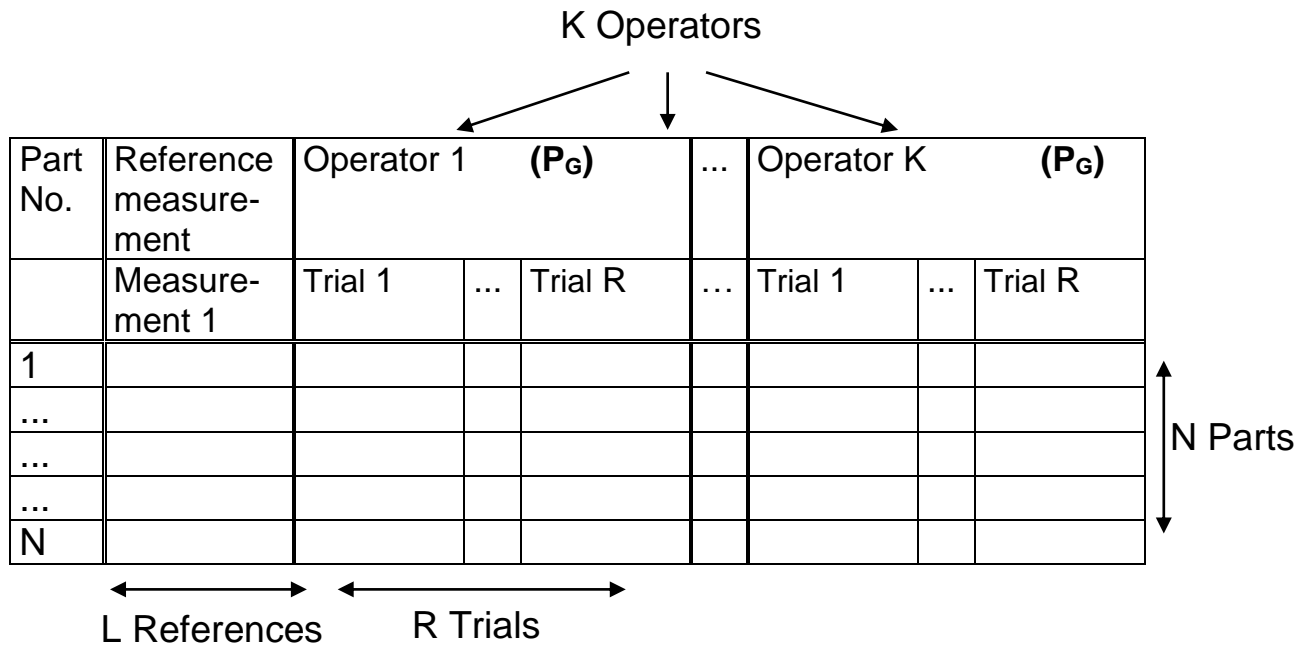 K Operators
Part Reference Operator 1 (PG) ... Operator K (PG)
No. measure-
ment
Measure- Trial 1 ... Trial R … Trial 1 ... Trial R
ment 1
1
...
...
N Parts
...
N
L References R Trials